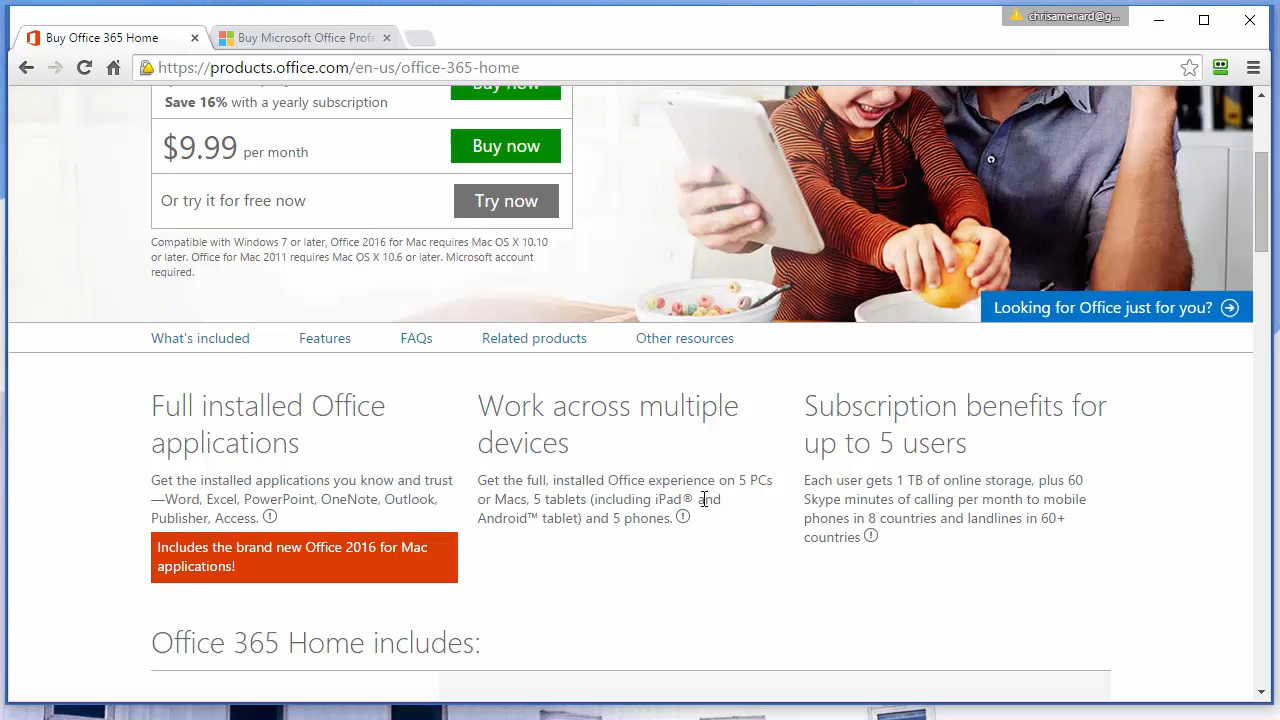 chrisamenard@g...
Buy Office 365 Home
Buy Microsoft Office Profe
https://products.office.com/en-us/office-365-home
Buy now
Save 16% with a yearly subscription
$9.99 per month
Buy now
Or try it for free now
Try now
Compatible with Windows 7 or later, Office 2016 for Mac requires Mac OS X 10.10
or later. Office for Mac 2011 requires Mac OS X 10.6 or later. Microsoft account
required.
Looking for Office just for you?
What's included
Features
FAQs
Related products
Other resources
Full installed Office
applications
Get the installed applications you know and trust
—Word, Excel, PowerPoint, OneNote, Outlook,
Publisher, Access.
Includes the brand new Office 2016 for Mac
applications!
Work across multiple
devices
Get the full, installed Office experience on 5 PCs
or Macs, 5 tablets (including iPad® and
Android™ tablet) and 5 phones.
Subscription benefits for
up to 5 users
Each user gets 1 TB of online storage, plus 60
Skype minutes of calling per month to mobile
phones in 8 countries and landlines in 60+
countries
Office 365 Home includes: